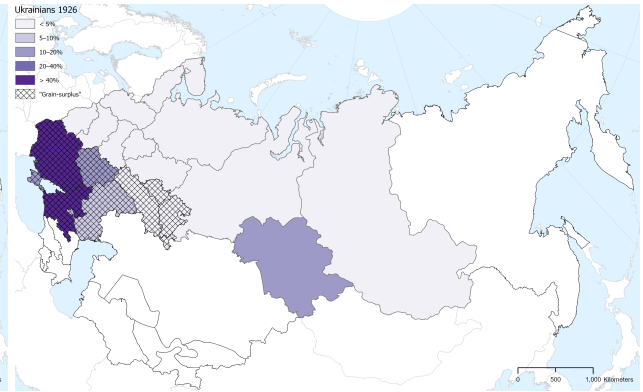 Ukrainians 1926
< 5%
5–10%
10–20%
20–40%
> 40%
"Grain-surplus"
0 500 1,000 Kilometers